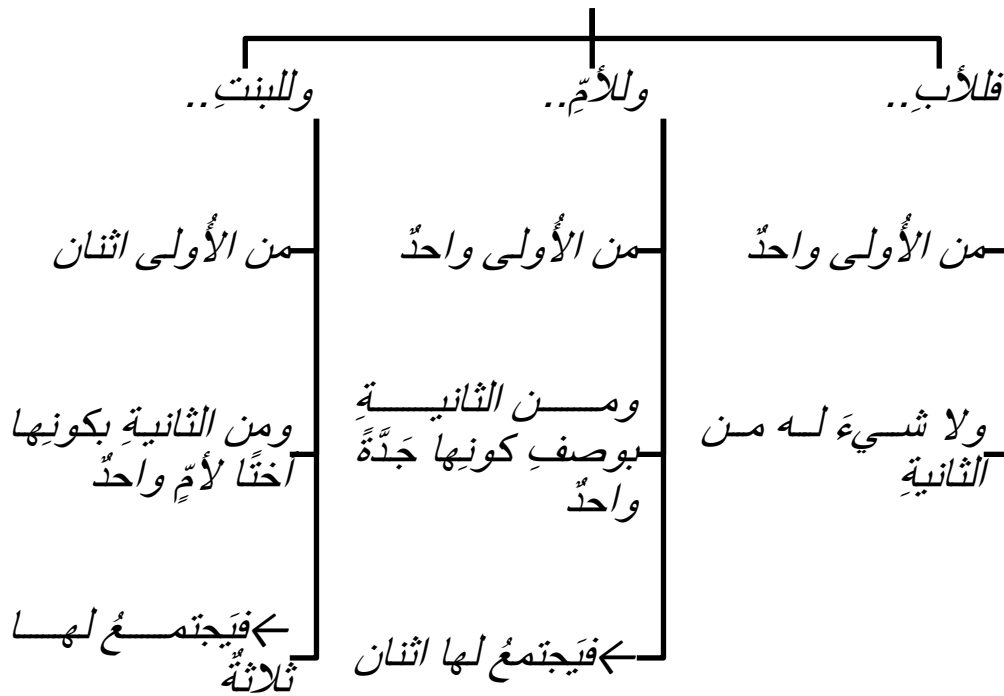 فللأبِ..
من الأُولى واحدٌ
ولا شيءَ له من
الثانيةِ
وللأمِّ..
من الأُولى واحدٌ
ومن الثانيةِ
بوصفِ كونِها جَدَّةً
واحدٌ
←فيَجتمعُ لها اثنان
وللبنتِ..
من الأُولى اثنان
ومن الثانيةِ بكونِها
أختًا لأمٍّ واحدٌ
←فيَجتمعُ لها
ثلاثةٌ